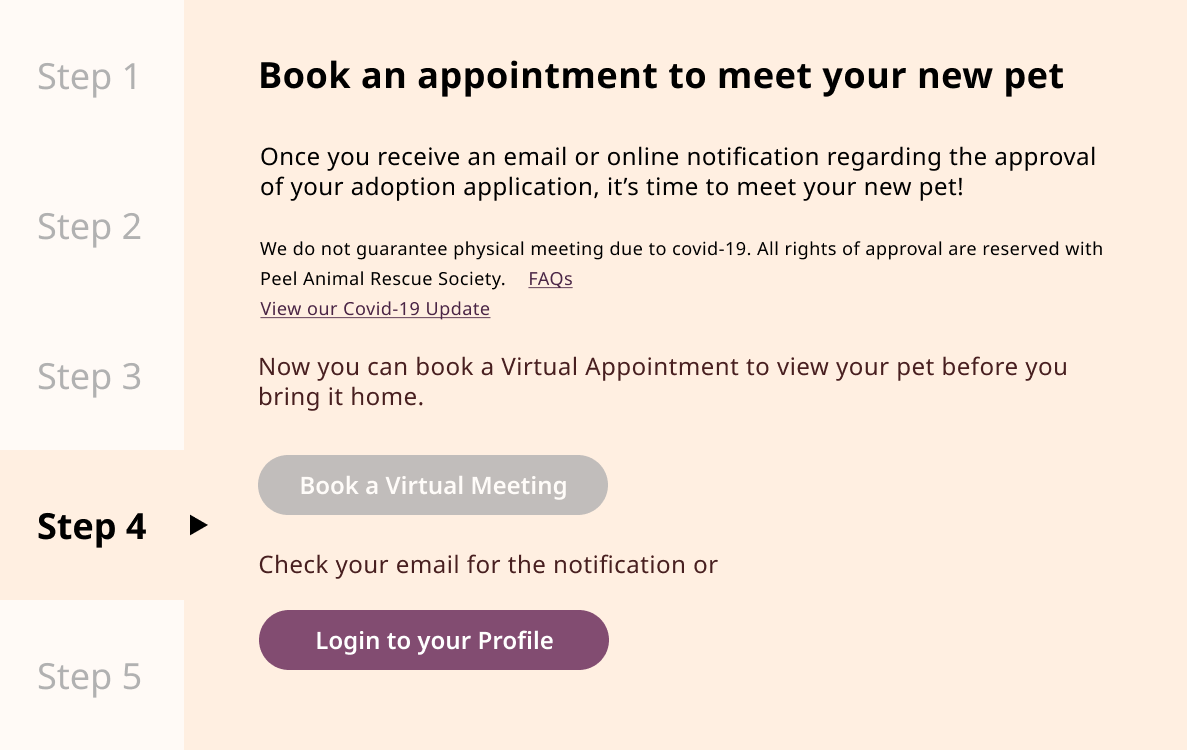 Step 1
Step 2
Step 3
Step 4
Step 5
Book an appointment to meet your new pet
Once you receive an email or online notification regarding the approval
of your adoption application, it’s time to meet your new pet!
We do not guarantee physical meeting due to covid-19. All rights of approval are reserved with
Peel Animal Rescue Society. FAQs
View our Covid-19 Update
Now you can book a Virtual Appointment to view your pet before you
bring it home.
Book a Virtual Meeting
Check your email for the notification or
Login to your Profile